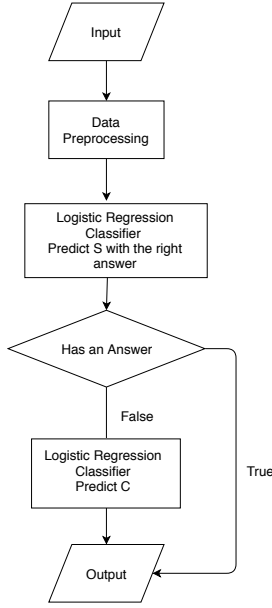 Input
Data
Preprocessing
Logistic Regression
Classifier
Predict S with the right
answer
Has an Answer
False
Logistic Regression
Classifier
Predict C
True
Output